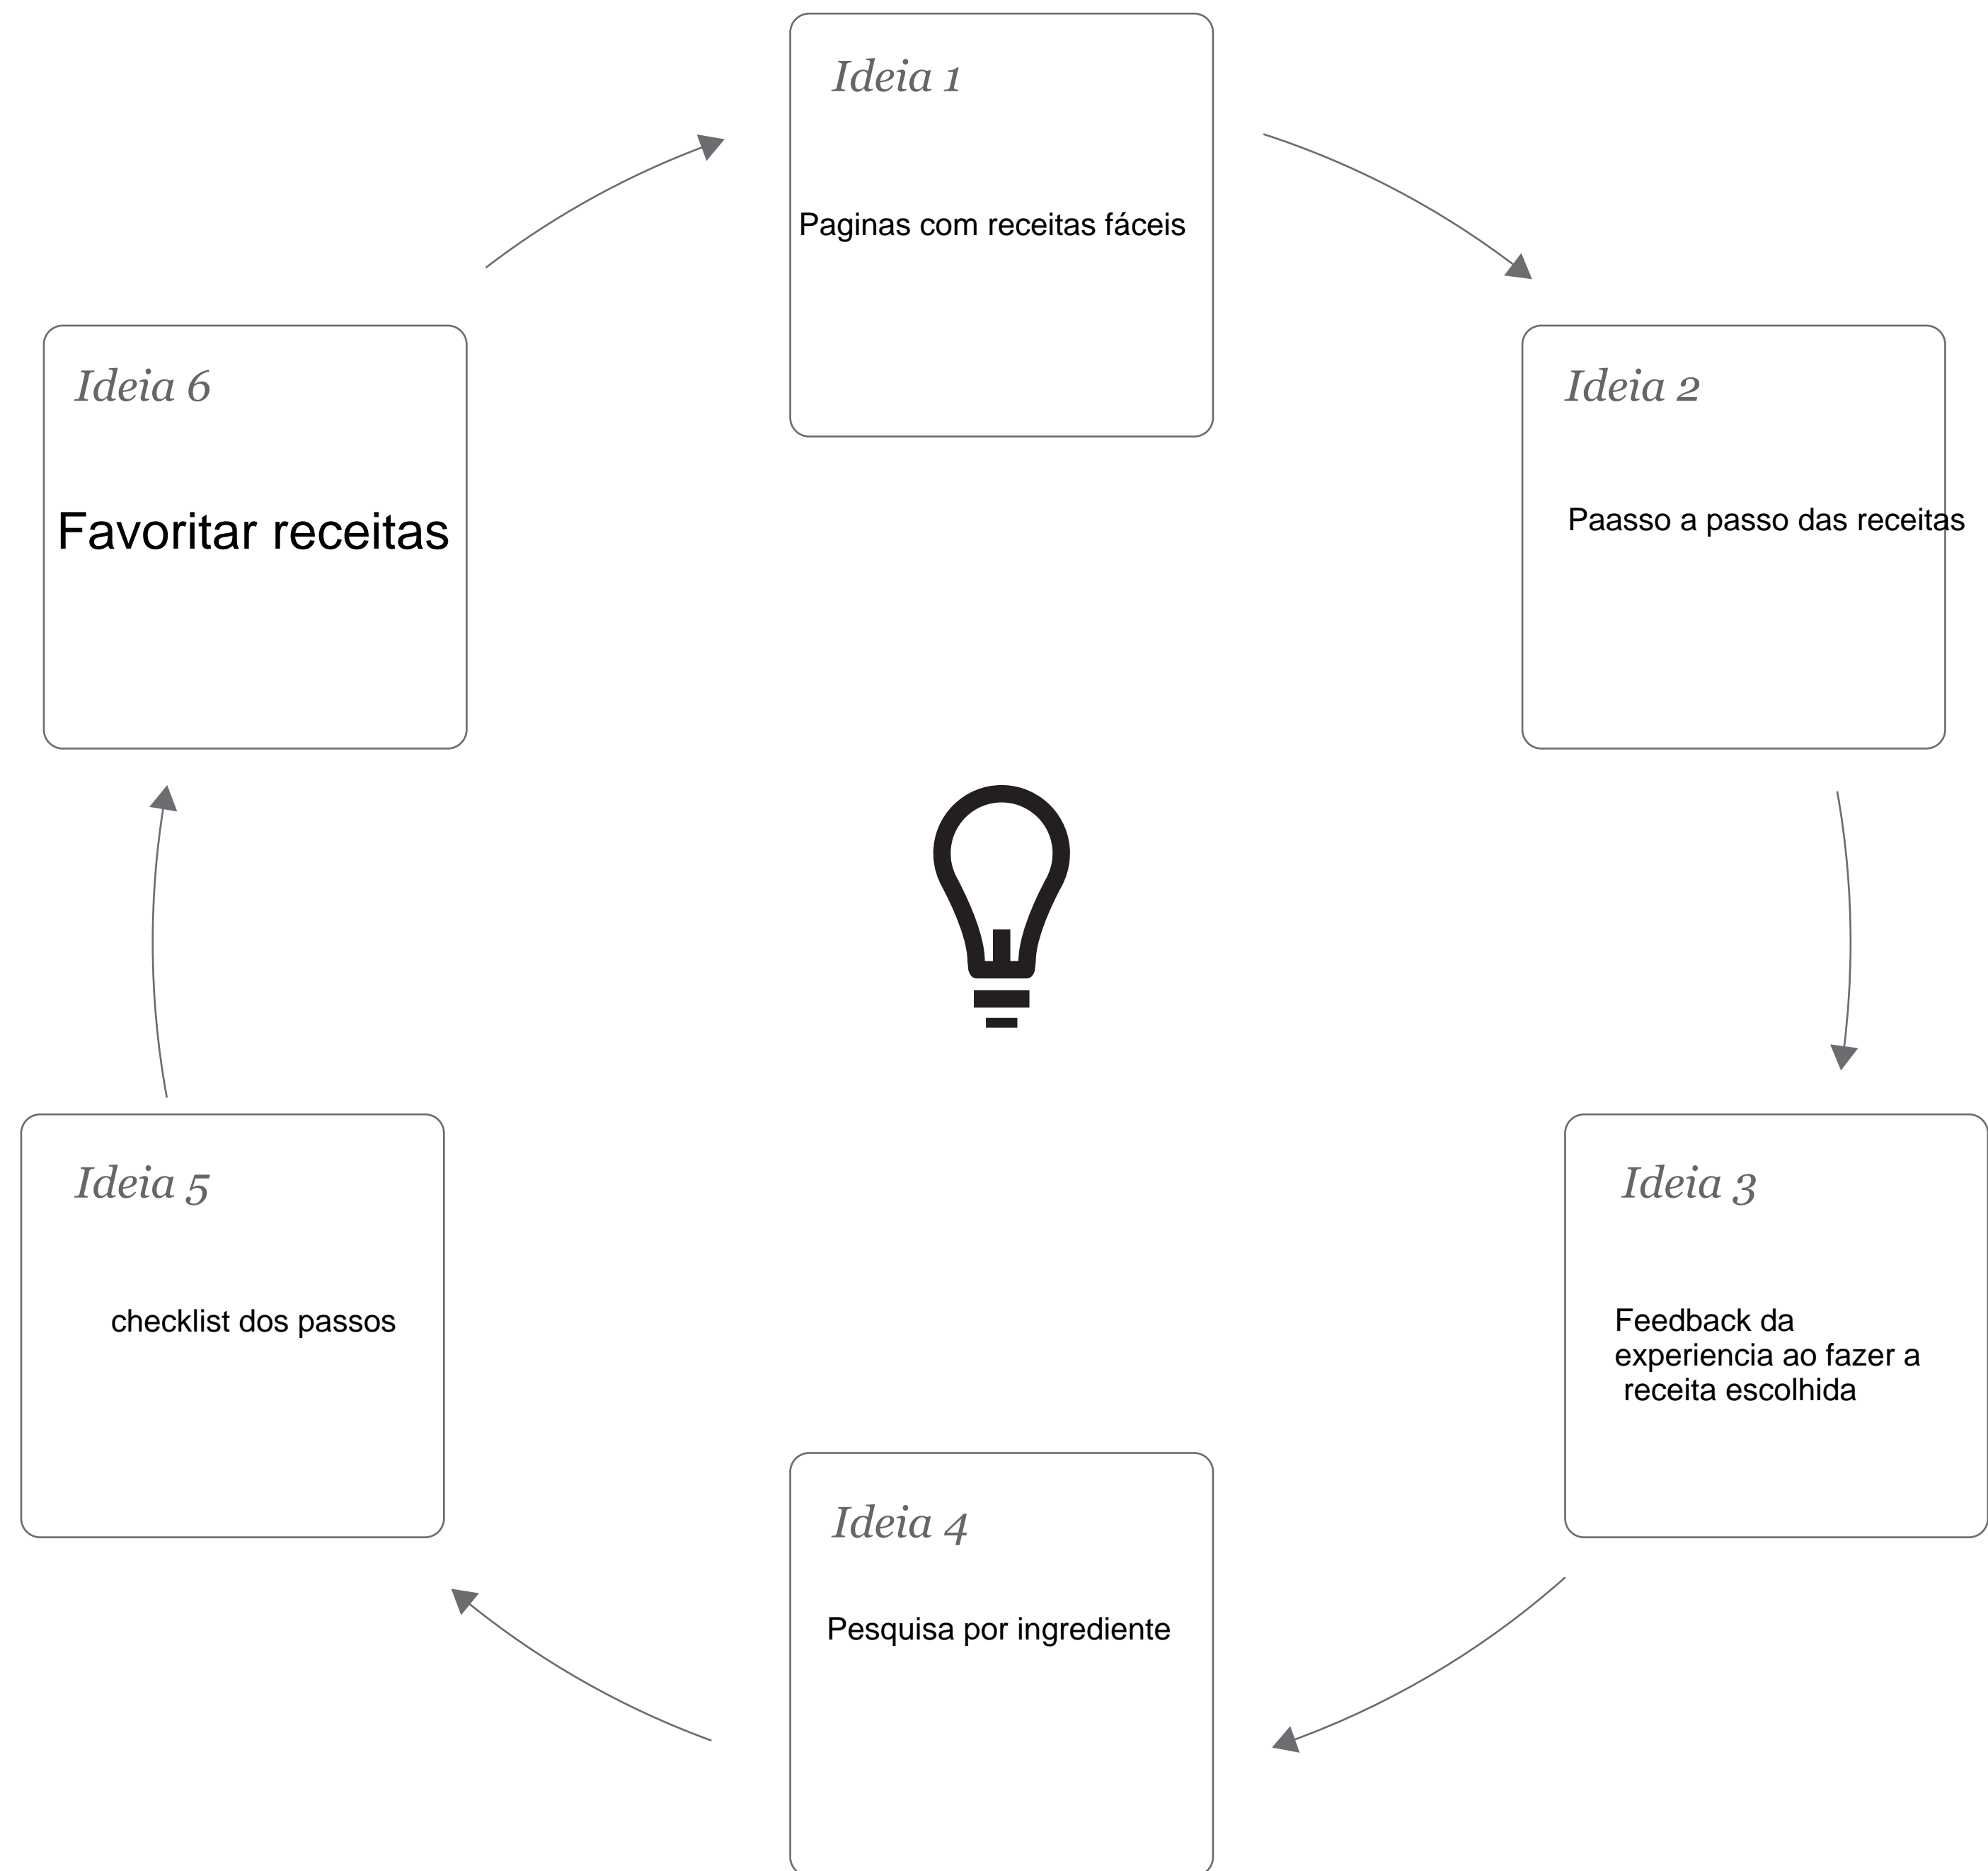 Ideia 1
Paginas com receitas fáceis
Ideia 2
Paasso a passo das receitas
Ideia 3
Feedback da
experiencia ao fazer a
receita escolhida
Ideia 4
Pesquisa por ingrediente
Ideia 5
checklist dos passos
Ideia 6
Favoritar receitas